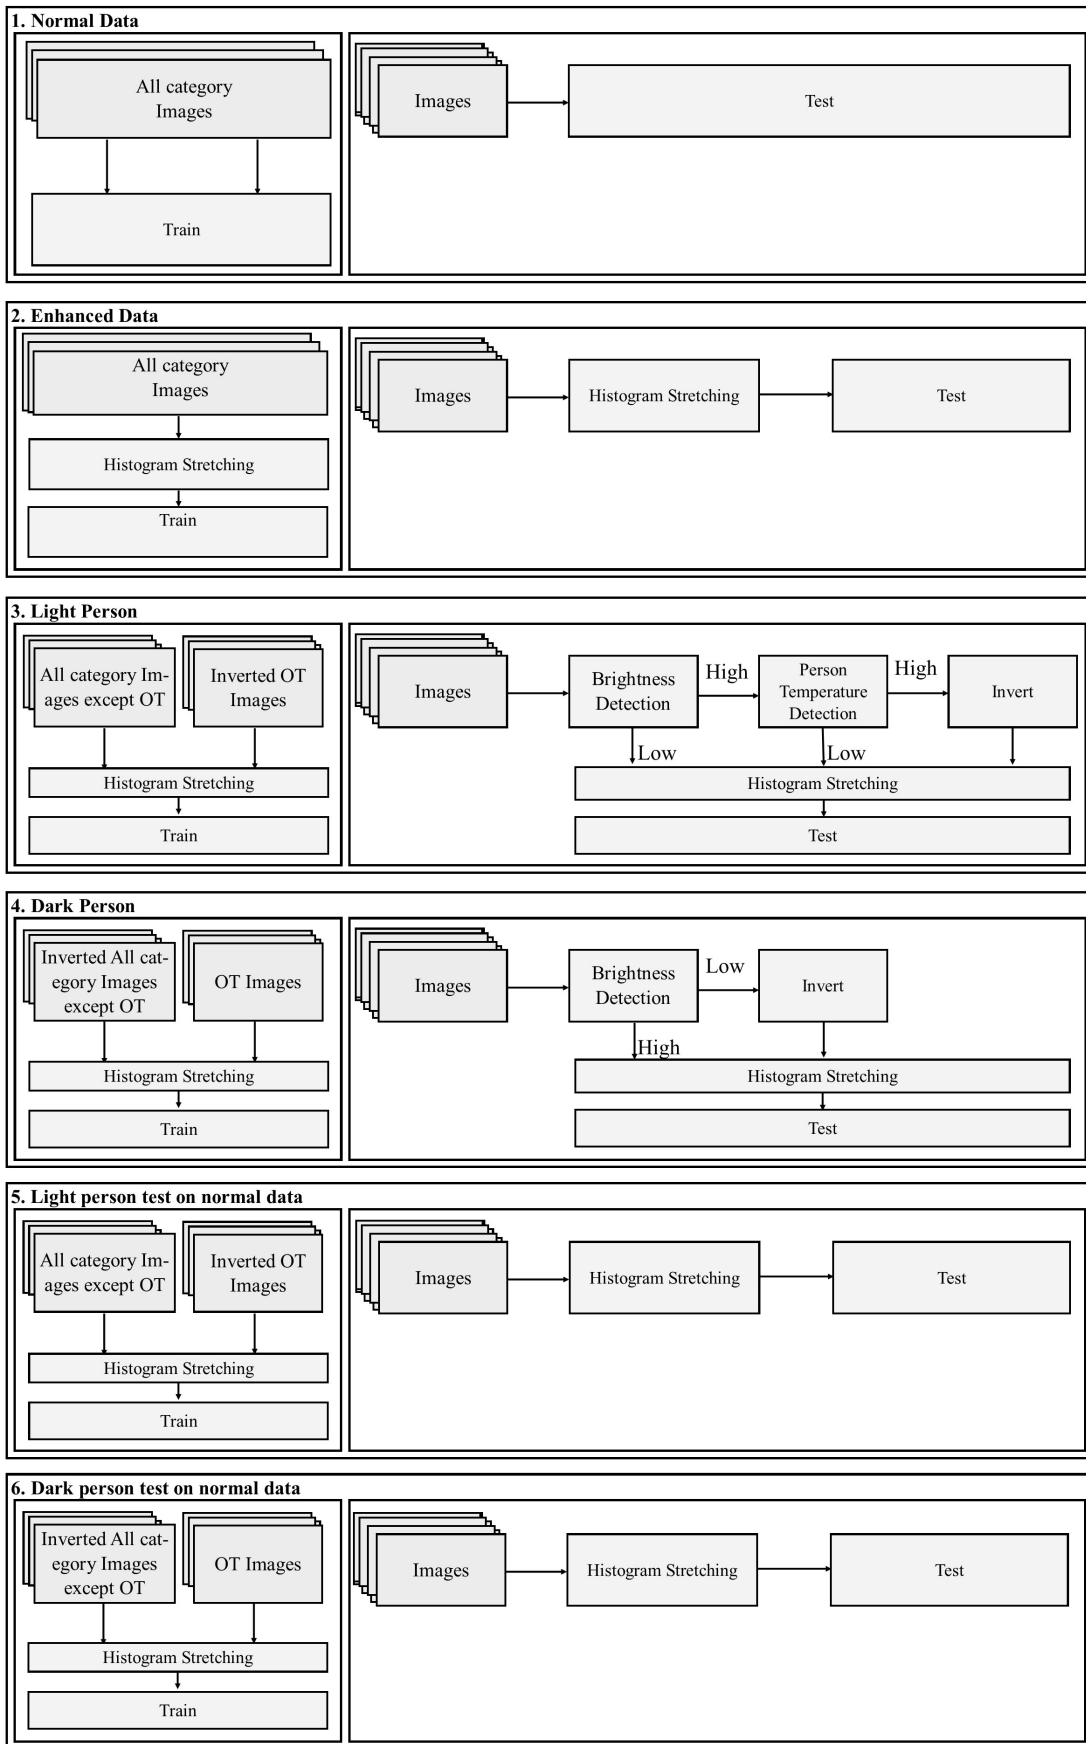 1. Normal Data
All category
Images
Train
Images
Test
2. Enhanced Data
All category
Images
Histogram Stretching
Train
Images
Histogram Stretching
Test
3. Light Person
All category Im-
ages except OT
Inverted OT
Images
Histogram Stretching
Train
Images
Brightness
Detection
High
Person
Temperature
Detection
High
Invert
Low
Low
Histogram Stretching
Test
4. Dark Person
Inverted All cat-
egory Images
except OT
OT Images
Histogram Stretching
Train
Images
Brightness
Detection
Low
Invert
High
Histogram Stretching
Test
5. Light person test on normal data
All category Im-
ages except OT
Inverted OT
Images
Histogram Stretching
Train
Images
Histogram Stretching
Test
6. Dark person test on normal data
Inverted All cat-
egory Images
except OT
OT Images
Histogram Stretching
Train
Images
Histogram Stretching
Test